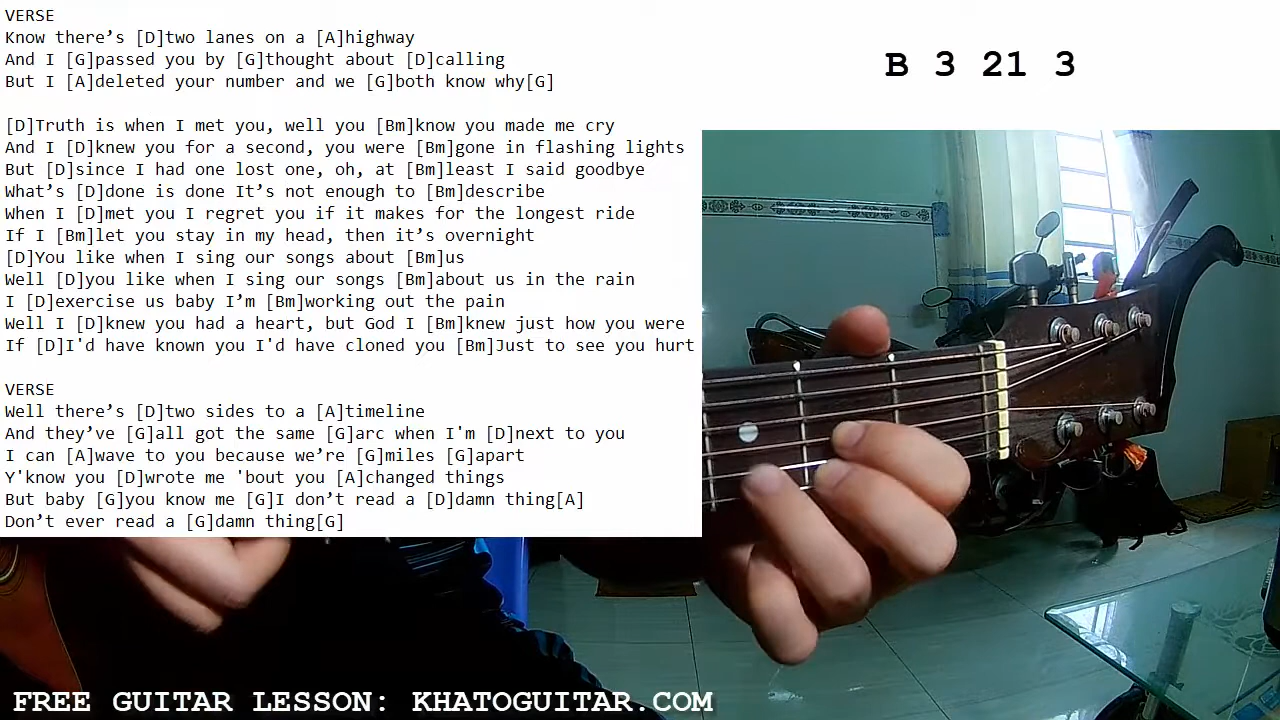 VERSE
Know there’s [D]two lanes on a [A]highway
And I [G]passed you by [G]thought about [D]calling
But I [A]deleted your number and we [G]both know why[G]
[D]Truth is when I met you, well you [Bm]know you made me cry
And I [D]knew you for a second, you were [Bm]gone in flashing lights
But [D]since I had one lost one, oh, at [Bm]least I said goodbye
What’s [D]done is done It’s not enough to [Bm]describe
When I [D]met you I regret you if it makes for the longest ride
If I [Bm]let you stay in my head, then it’s overnight
[D]You like when I sing our songs about [Bm]us
Well [D]you like when I sing our songs [Bm]about us in the rain
I [D]exercise us baby I’m [Bm]working out the pain
Well I [D]knew you had a heart, but God I [Bm]knew just how you were
If [D]I'd have known you I'd have cloned you [Bm]Just to see you hurt
VERSE
Well there’s [D]two sides to a [A]timeline
And they’ve [G]all got the same [G]arc when I'm [D]next to you
I can [A]wave to you because we’re [G]miles [G]apart
Y'know you [D]wrote me 'bout you [A]changed things
But baby [G]you know me [G]I don’t read a [D]damn thing[A]
Don’t ever read a [G]damn thing[G]
B 3 21 3
FREE GUITAR LESSON: KHATOGUITAR.COM